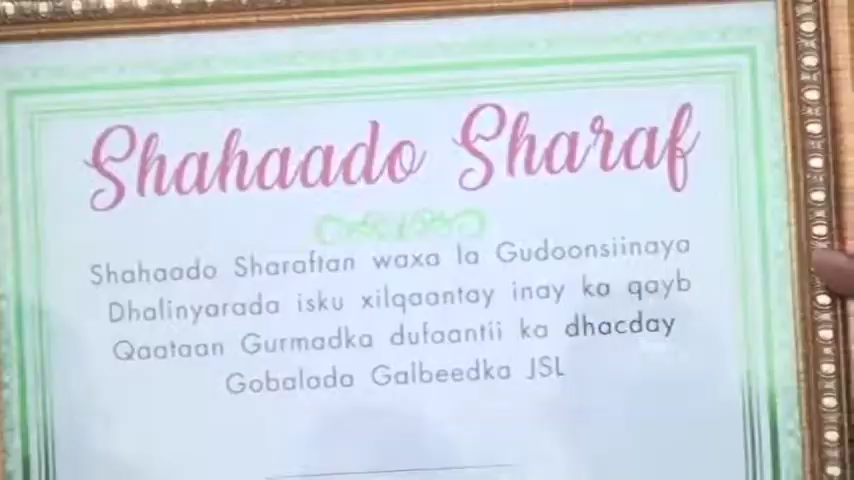 Shahaado Sharaf
Shahaado Sharaftan waxa la Gudoonsiinaya
Dhalinyarada isku xilqaantay inay ka qayb
Qaataan Gurmadka dufaantii ka dhacday
Gobalada Galbeedka JSL